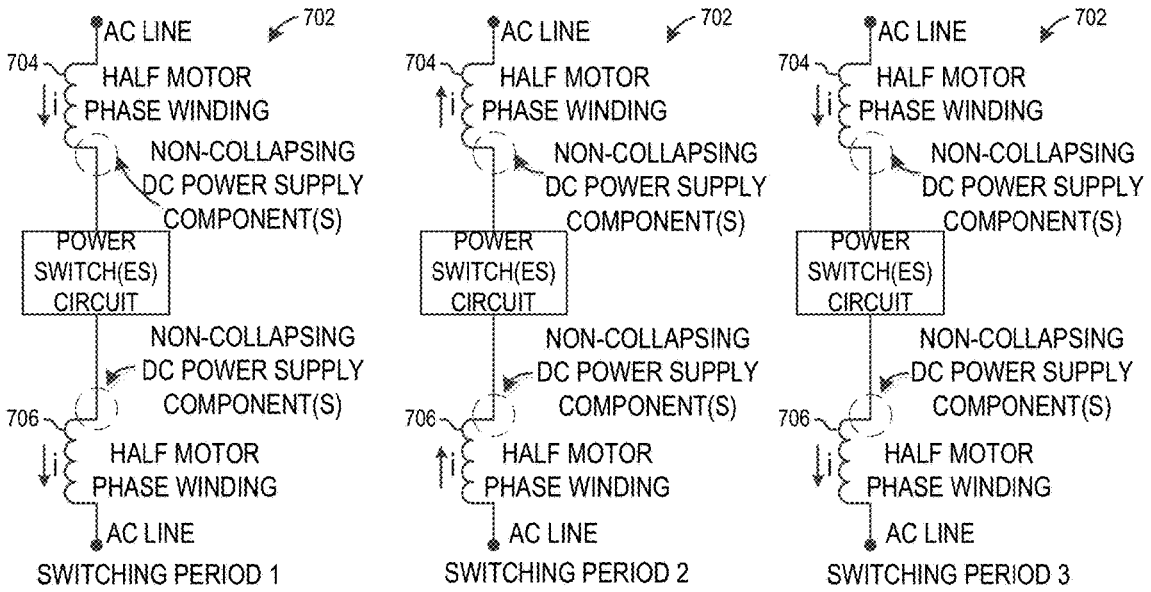 AC LINE
702
704
HALF MOTOR
i
PHASE WINDING
NON-COLLAPSING
DC POWER SUPPLY
COMPONENT(S)
POWER
SWITCH(ES)
CIRCUIT
NON-COLLAPSING
DC POWER SUPPLY
COMPONENT(S)
706
HALF MOTOR
i
PHASE WINDING
AC LINE
SWITCHING PERIOD 1
AC LINE
702
704
HALF MOTOR
i
PHASE WINDING
NON-COLLAPSING
DC POWER SUPPLY
COMPONENT(S)
POWER
SWITCH(ES)
CIRCUIT
NON-COLLAPSING
DC POWER SUPPLY
COMPONENT(S)
706
HALF MOTOR
i
PHASE WINDING
AC LINE
SWITCHING PERIOD 2
AC LINE
702
704
HALF MOTOR
i
PHASE WINDING
NON-COLLAPSING
DC POWER SUPPLY
COMPONENT(S)
POWER
SWITCH(ES)
CIRCUIT
NON-COLLAPSING
DC POWER SUPPLY
COMPONENT(S)
706
HALF MOTOR
i
PHASE WINDING
AC LINE
SWITCHING PERIOD 3